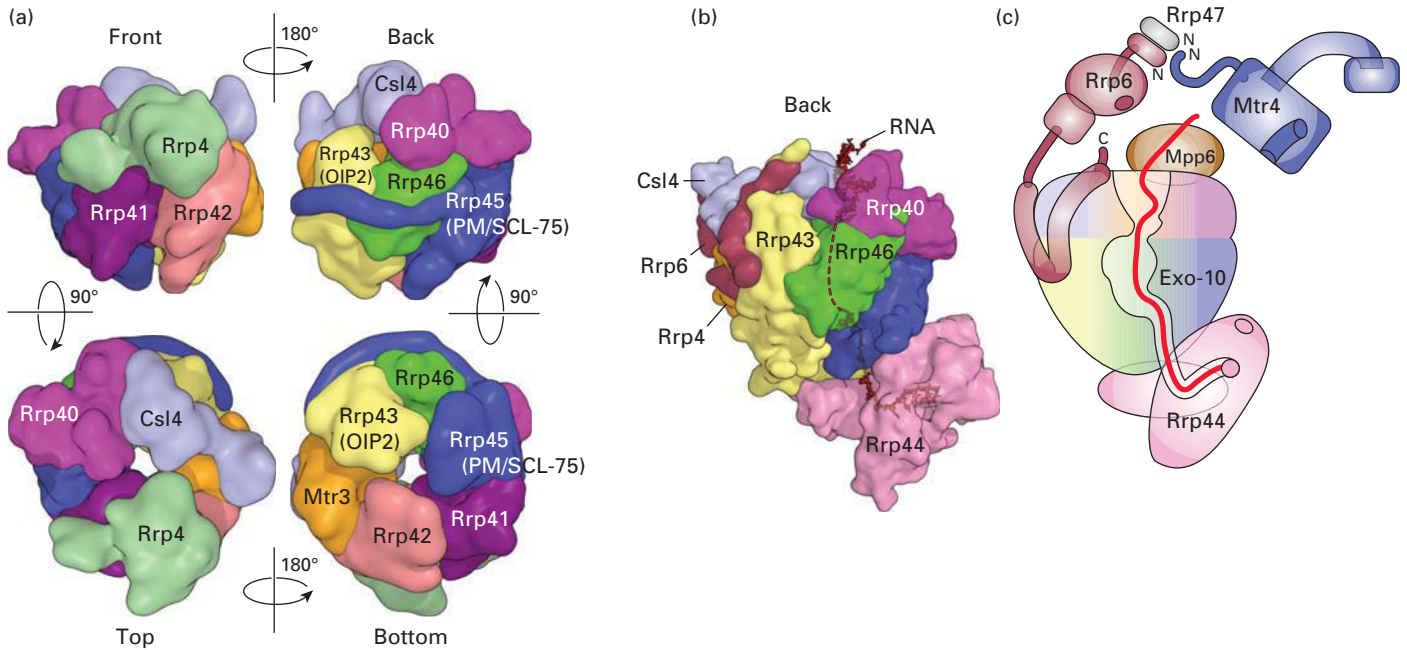 (a)
Front
180°
Back
Rrp4
Rrp41
Rrp42
Csl4
Rrp40
Rrp43
(OIP2)
Rrp46
Rrp45
(PM/SCL-75)
90°
90°
Rrp40
Csl4
Rrp4
Rrp46
Rrp43
(OIP2)
Rrp45
(PM/SCL-75)
Mtr3
Rrp42
Rrp41
180°
Top
Bottom
(b)
Back
RNA
Csl4
Rrp40
Rrp43
Rrp46
Rrp6
Rrp4
Rrp44
(c)
Rrp47
N
N
N
Rrp6
Mtr4
C
Mpp6
Exo-10
Rrp44